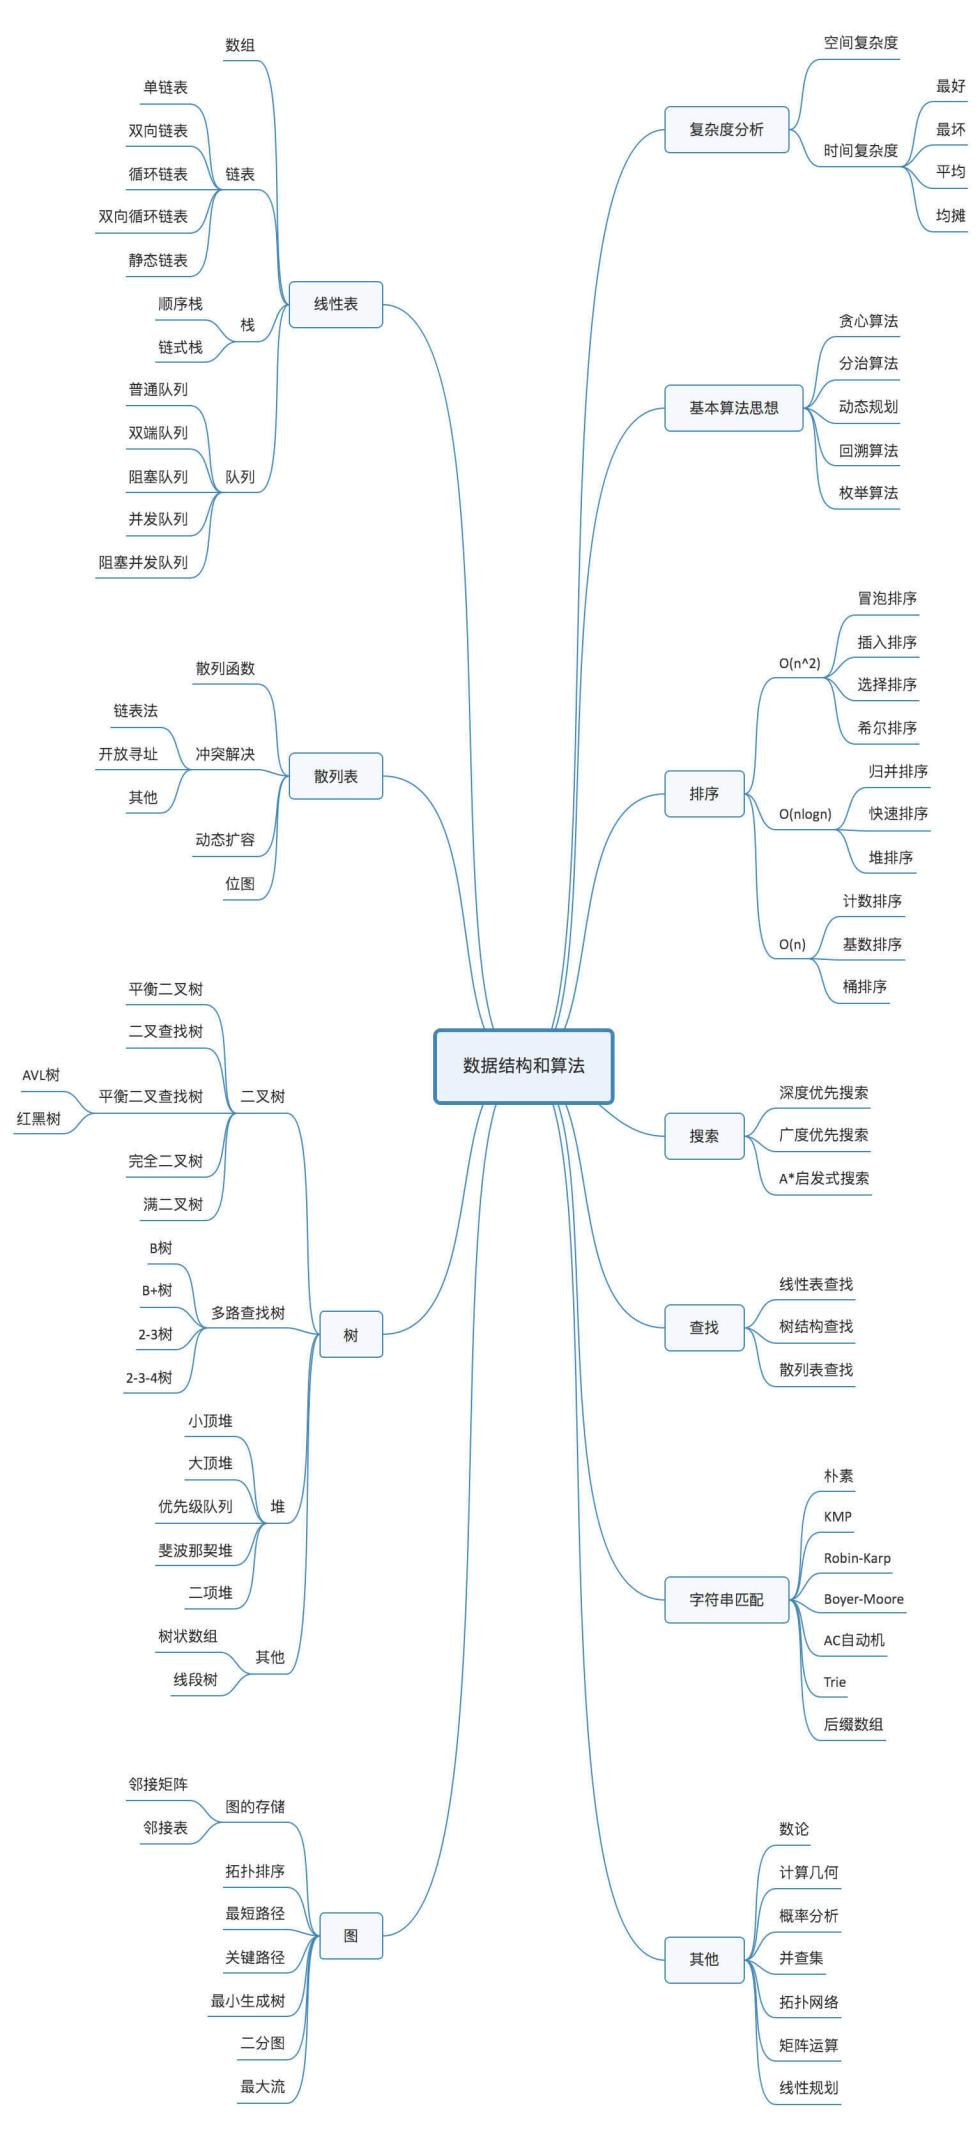 数据结构和算法
线性表
数组
链表
单链表
双向链表
循环链表
双向循环链表
静态链表
栈
顺序栈
链式栈
队列
普通队列
双端队列
阻塞队列
并发队列
阻塞并发队列
散列表
散列函数
冲突解决
链表法
开放寻址
其他
动态扩容
位图
树
二叉树
平衡二叉树
二叉查找树
平衡二叉查找树
AVL树
红黑树
完全二叉树
满二叉树
多路查找树
B树
B+树
2-3树
2-3-4树
堆
小顶堆
大顶堆
优先级队列
斐波那契堆
二项堆
其他
树状数组
线段树
图
图的存储
邻接矩阵
邻接表
拓扑排序
最短路径
关键路径
最小生成树
二分图
最大流
复杂度分析
空间复杂度
时间复杂度
最好
最坏
平均
均摊
基本算法思想
贪心算法
分治算法
动态规划
回溯算法
枚举算法
排序
O(n^2)
冒泡排序
插入排序
选择排序
希尔排序
O(nlogn)
归并排序
快速排序
堆排序
O(n)
计数排序
基数排序
桶排序
搜索
深度优先搜索
广度优先搜索
A*启发式搜索
查找
线性表查找
树结构查找
散列表查找
字符串匹配
朴素
KMP
Robin-Karp
Boyer-Moore
AC自动机
Trie
后缀数组
其他
数论
计算几何
概率分析
并查集
拓扑网络
矩阵运算
线性规划